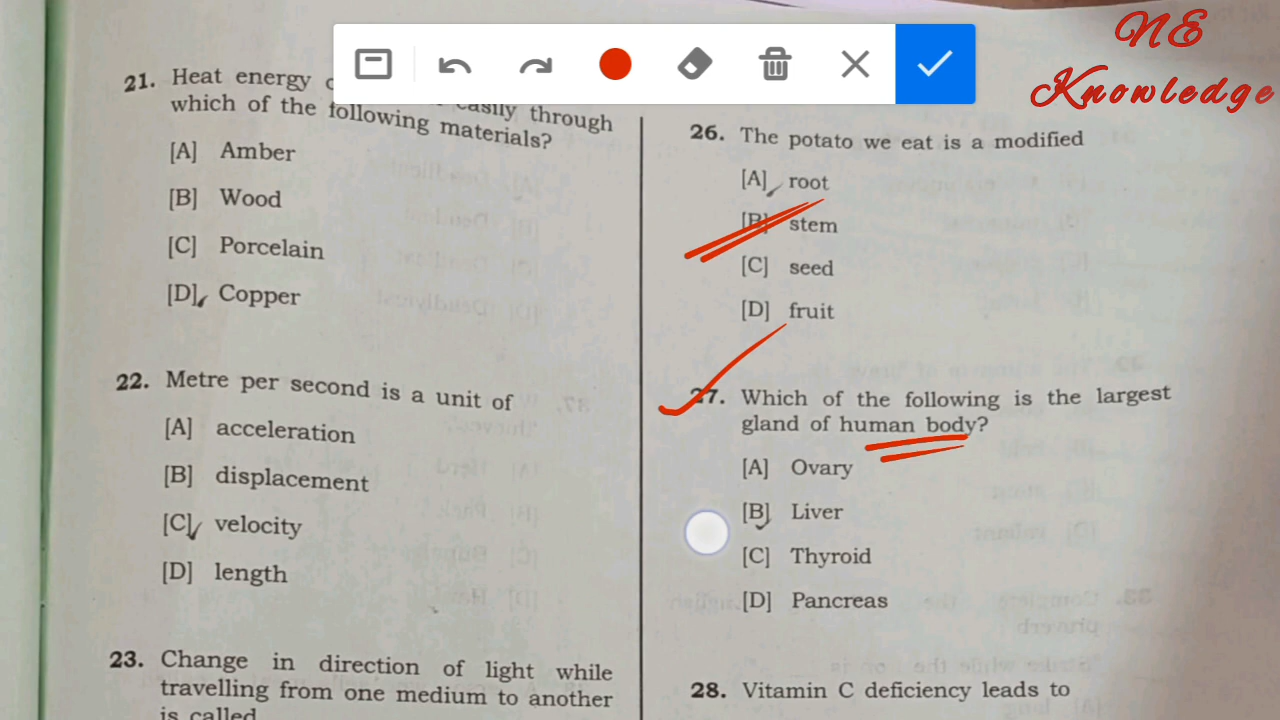 NE
Knowledge
21. Heat energy
easily through
which of the following materials?
[A] Amber
[B] Wood
[C] Porcelain
[D] Copper
22. Metre per second is a unit of
[A] acceleration
[B] displacement
[C] velocity
[D] length
23. Change in direction of light while
travelling from one medium to another
is called
26. The potato we eat is a modified
[A] root
[B] stem
[C] seed
[D] fruit
27. Which of the following is the largest
gland of human body?
[A] Ovary
[B] Liver
[C] Thyroid
[D] Pancreas
28. Vitamin C deficiency leads to